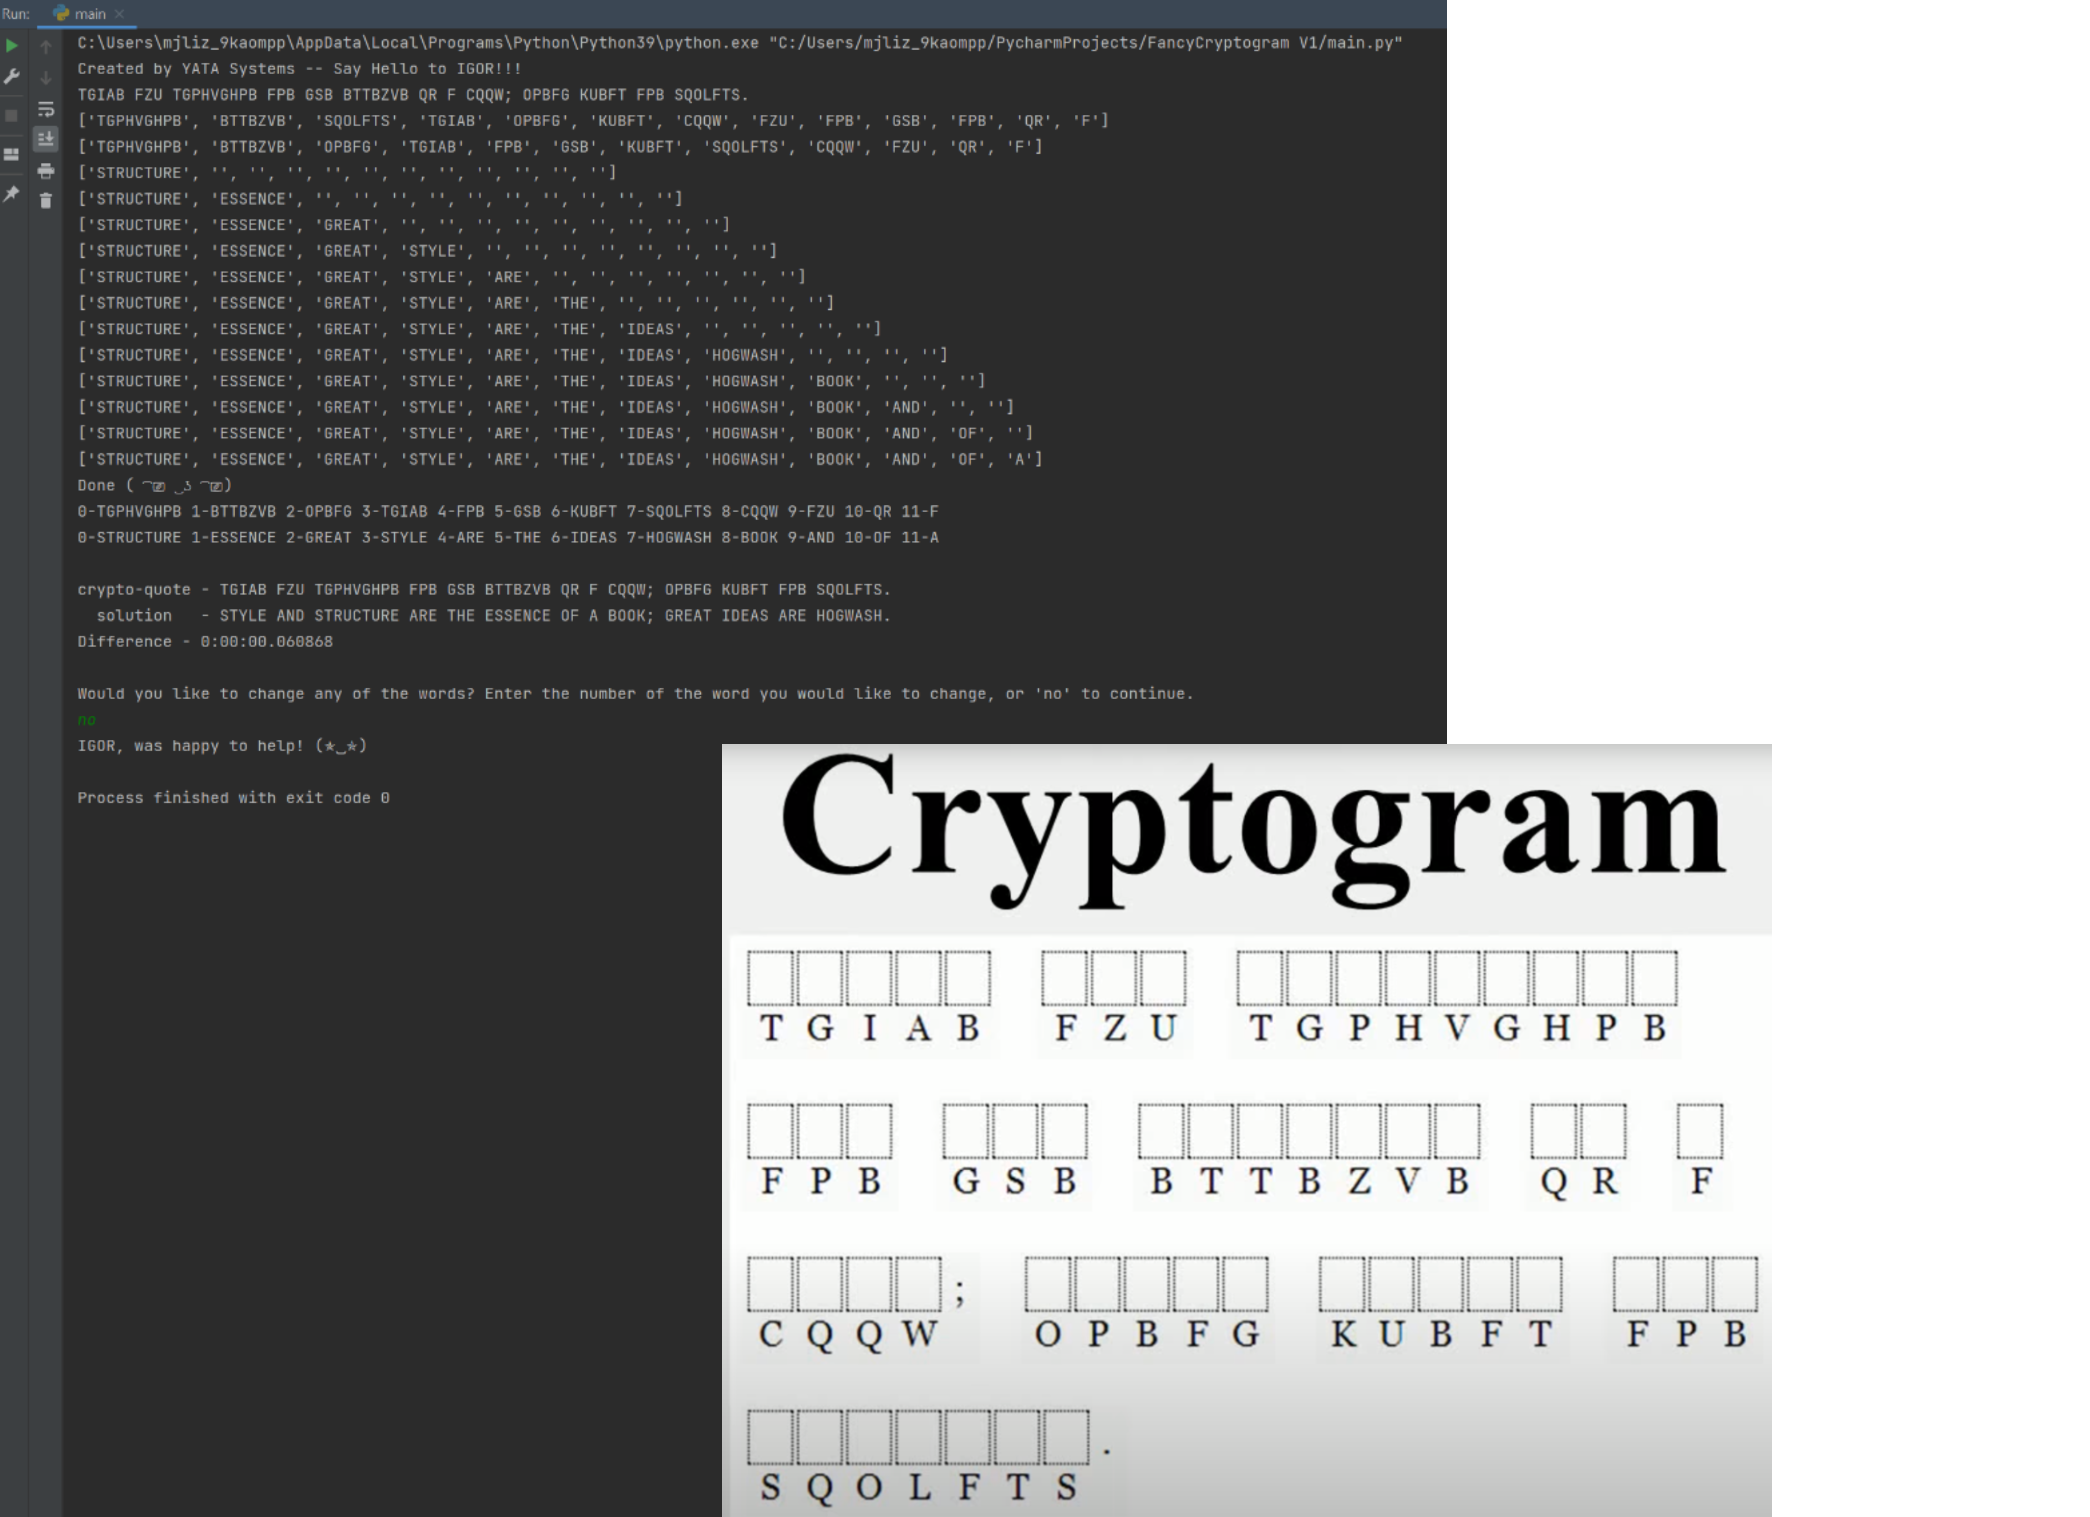 Run: main
C:\Users\mjliz_9kaompp\AppData\Local\Programs\Python\Python39\python.exe "C:/Users/mjliz_9kaompp/PycharmProjects/FancyCryptogram V1/main.py"
Created by YATA Systems -- Say Hello to IGOR!!!
TGIAB FZU TGPHVGHPB FPB GSB BTTBZVB QR F CQQW; OPBFG KUBFT FPB SQOLFTS.
['TGPHVGHPB', 'BTTBZVB', 'SQOLFTS', 'TGIAB', 'OPBFG', 'KUBFT', 'CQQW', 'FZU', 'FPB', 'GSB', 'FPB', 'QR', 'F']
['TGPHVGHPB', 'BTTBZVB', 'OPBFG', 'TGIAB', 'FPB', 'GSB', 'KUBFT', 'SQOLFTS', 'CQQW', 'FZU', 'QR', 'F']
['STRUCTURE', '', '', '', '', '', '', '', '', '', '', '']
['STRUCTURE', 'ESSENCE', '', '', '', '', '', '', '', '', '', '']
['STRUCTURE', 'ESSENCE', 'GREAT', '', '', '', '', '', '', '', '', '']
['STRUCTURE', 'ESSENCE', 'GREAT', 'STYLE', '', '', '', '', '', '', '', '']
['STRUCTURE', 'ESSENCE', 'GREAT', 'STYLE', 'ARE', '', '', '', '', '', '', '']
['STRUCTURE', 'ESSENCE', 'GREAT', 'STYLE', 'ARE', 'THE', '', '', '', '', '', '']
['STRUCTURE', 'ESSENCE', 'GREAT', 'STYLE', 'ARE', 'THE', 'IDEAS', '', '', '', '', '']
['STRUCTURE', 'ESSENCE', 'GREAT', 'STYLE', 'ARE', 'THE', 'IDEAS', 'HOGWASH', '', '', '', '']
['STRUCTURE', 'ESSENCE', 'GREAT', 'STYLE', 'ARE', 'THE', 'IDEAS', 'HOGWASH', 'BOOK', '', '', '']
['STRUCTURE', 'ESSENCE', 'GREAT', 'STYLE', 'ARE', 'THE', 'IDEAS', 'HOGWASH', 'BOOK', 'AND', '', '']
['STRUCTURE', 'ESSENCE', 'GREAT', 'STYLE', 'ARE', 'THE', 'IDEAS', 'HOGWASH', 'BOOK', 'AND', 'OF', '']
['STRUCTURE', 'ESSENCE', 'GREAT', 'STYLE', 'ARE', 'THE', 'IDEAS', 'HOGWASH', 'BOOK', 'AND', 'OF', 'A']
Done
0-TGPHVGHPB 1-BTTBZVB 2-OPBFG 3-TGIAB 4-FPB 5-GSB 6-KUBFT 7-SQOLFTS 8-CQQW 9-FZU 10-QR 11-F
0-STRUCTURE 1-ESSENCE 2-GREAT 3-STYLE 4-ARE 5-THE 6-IDEAS 7-HOGWASH 8-BOOK 9-AND 10-OF 11-A
crypto-quote - TGIAB FZU TGPHVGHPB FPB GSB BTTBZVB QR F CQQW; OPBFG KUBFT FPB SQOLFTS.
solution - STYLE AND STRUCTURE ARE THE ESSENCE OF A BOOK; GREAT IDEAS ARE HOGWASH.
Difference - 0:00:00.060868
Would you like to change any of the words? Enter the number of the word you would like to change, or 'no' to continue.
no
IGOR, was happy to help! (★‿★)
Process finished with exit code 0
Cryptogram
T G I A B F Z U T G P H V G H P B
F P B G S B B T T B Z V B Q R F
C Q Q W ; O P B F G K U B F T F P B
S Q O L F T S .